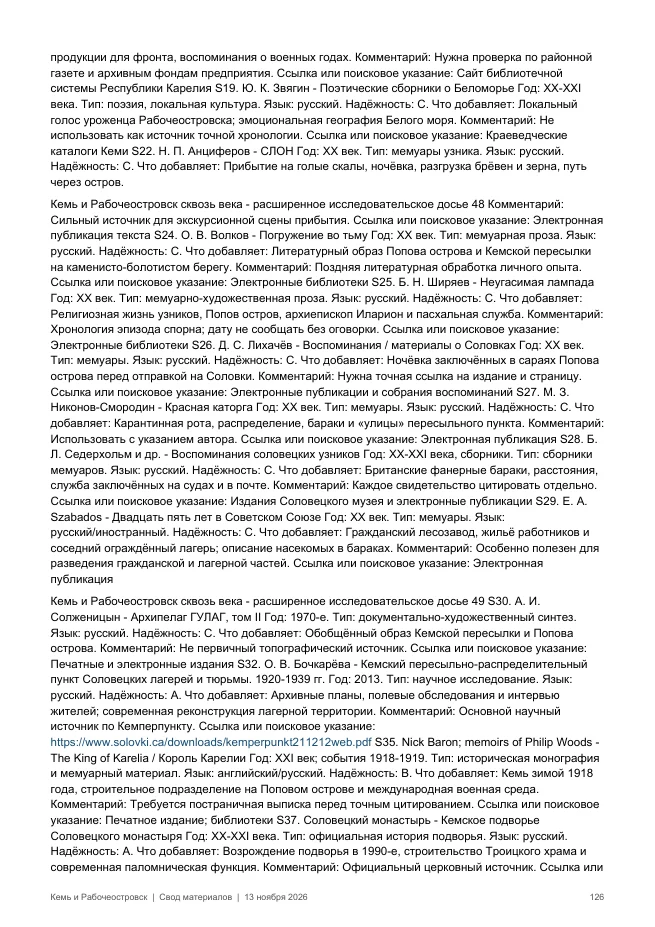 продукции для фронта, воспоминания о военных годах. Комментарий: Нужна проверка по районной
газете и архивным фондам предприятия. Ссылка или поисковое указание: Сайт библиотечной
системы Республики Карелия S19. Ю. К. Звягин - Поэтические сборники о Беломорье Год: XX-XXI
века. Тип: поэзия, локальная культура. Язык: русский. Надёжность: C. Что добавляет: Локальный
голос уроженца Рабочеостровска; эмоциональная география Белого моря. Комментарий: Не
использовать как источник точной хронологии. Ссылка или поисковое указание: Краеведческие
каталоги Кеми S22. Н. П. Анциферов - СЛОН Год: XX век. Тип: мемуары узника. Язык: русский.
Надёжность: C. Что добавляет: Прибытие на голые скалы, ночёвка, разгрузка брёвен и зерна, путь
через остров.
Кемь и Рабочеостровск сквозь века - расширенное исследовательское досье 48 Комментарий:
Сильный источник для экскурсионной сцены прибытия. Ссылка или поисковое указание: Электронная
публикация текста S24. О. В. Волков - Погружение во тьму Год: XX век. Тип: мемуарная проза. Язык:
русский. Надёжность: C. Что добавляет: Литературный образ Попова острова и Кемской пересылки
на каменисто-болотистом берегу. Комментарий: Поздняя литературная обработка личного опыта.
Ссылка или поисковое указание: Электронные библиотеки S25. Б. Н. Ширяев - Неугасимая лампада
Год: XX век. Тип: мемуарно-художественная проза. Язык: русский. Надёжность: C. Что добавляет:
Религиозная жизнь узников, Попов остров, архиепископ Иларион и пасхальная служба. Комментарий:
Хронология эпизода спорна; дату не сообщать без оговорки. Ссылка или поисковое указание:
Электронные библиотеки S26. Д. С. Лихачёв - Воспоминания / материалы о Соловках Год: XX век.
Тип: мемуары. Язык: русский. Надёжность: C. Что добавляет: Ночёвка заключённых в сараях Попова
острова перед отправкой на Соловки. Комментарий: Нужна точная ссылка на издание и страницу.
Ссылка или поисковое указание: Электронные публикации и собрания воспоминаний S27. М. З.
Никонов-Смородин - Красная каторга Год: XX век. Тип: мемуары. Язык: русский. Надёжность: C. Что
добавляет: Карантинная рота, распределение, бараки и «улицы» пересыльного пункта. Комментарий:
Использовать с указанием автора. Ссылка или поисковое указание: Электронная публикация S28. Б.
Л. Седерхольм и др. - Воспоминания соловецких узников Год: XX-XXI века, сборники. Тип: сборники
мемуаров. Язык: русский. Надёжность: C. Что добавляет: Британские фанерные бараки, расстояния,
служба заключённых на судах и в почте. Комментарий: Каждое свидетельство цитировать отдельно.
Ссылка или поисковое указание: Издания Соловецкого музея и электронные публикации S29. Е. А.
Szabados - Двадцать пять лет в Советском Союзе Год: XX век. Тип: мемуары. Язык:
русский/иностранный. Надёжность: C. Что добавляет: Гражданский лесозавод, жильё работников и
соседний ограждённый лагерь; описание насекомых в бараках. Комментарий: Особенно полезен для
разведения гражданской и лагерной частей. Ссылка или поисковое указание: Электронная
публикация
Кемь и Рабочеостровск сквозь века - расширенное исследовательское досье 49 S30. А. И.
Солженицын - Архипелаг ГУЛАГ, том II Год: 1970-е. Тип: документально-художественный синтез.
Язык: русский. Надёжность: C. Что добавляет: Обобщённый образ Кемской пересылки и Попова
острова. Комментарий: Не первичный топографический источник. Ссылка или поисковое указание:
Печатные и электронные издания S32. О. В. Бочкарёва - Кемский пересыльно-распределительный
пункт Соловецких лагерей и тюрьмы. 1920-1939 гг. Год: 2013. Тип: научное исследование. Язык:
русский. Надёжность: A. Что добавляет: Архивные планы, полевые обследования и интервью
жителей; современная реконструкция лагерной территории. Комментарий: Основной научный
источник по Кемперпункту. Ссылка или поисковое указание:
https://www.solovki.ca/downloads/kemperpunkt211212web.pdf S35. Nick Baron; memoirs of Philip Woods -
The King of Karelia / Король Карелии Год: XXI век; события 1918-1919. Тип: историческая монография
и мемуарный материал. Язык: английский/русский. Надёжность: B. Что добавляет: Кемь зимой 1918
года, строительное подразделение на Поповом острове и международная военная среда.
Комментарий: Требуется постраничная выписка перед точным цитированием. Ссылка или поисковое
указание: Печатное издание; библиотеки S37. Соловецкий монастырь - Кемское подворье
Соловецкого монастыря Год: XX-XXI века. Тип: официальная история подворья. Язык: русский.
Надёжность: A. Что добавляет: Возрождение подворья в 1990-е, строительство Троицкого храма и
современная паломническая функция. Комментарий: Официальный церковный источник. Ссылка или
Кемь и Рабочеостровск | Свод материалов | 13 ноября 2026
126